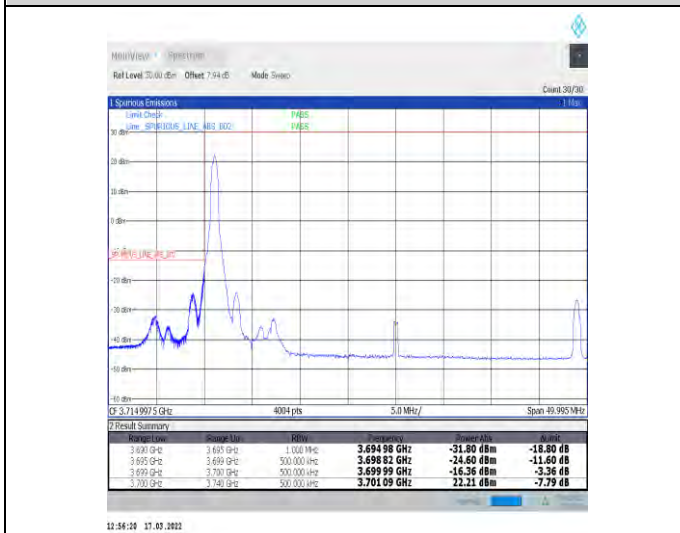 MultiView Spectrum
Ref Level 30.00 dBm Offset 7.94 dB Mode Sweep
Count 30/30
1 Spurious Emissions
Limit Check PASS
Line _SPURIOUS_LINE_ABS_002 PASS
30 dBm
20 dBm
10 dBm
0 dBm
-20 dBm
-30 dBm
-40 dBm
-50 dBm
-60 dBm
CF 3.7149975 GHz 4004 pts 5.0 MHz/ Span 49.995 MHz
2 Result Summary
Range Low Range Up RBW Frequency Power Abs ΔLimit
3.690 GHz 3.695 GHz 1.000 MHz 3.694 98 GHz -31.80 dBm -18.80 dB
3.695 GHz 3.699 GHz 500.000 kHz 3.698 82 GHz -24.60 dBm -11.60 dB
3.699 GHz 3.700 GHz 500.000 kHz 3.699 99 GHz -16.36 dBm -3.36 dB
3.700 GHz 3.740 GHz 500.000 kHz 3.701 09 GHz 22.21 dBm -7.79 dB
12:56:20 17.03.2022